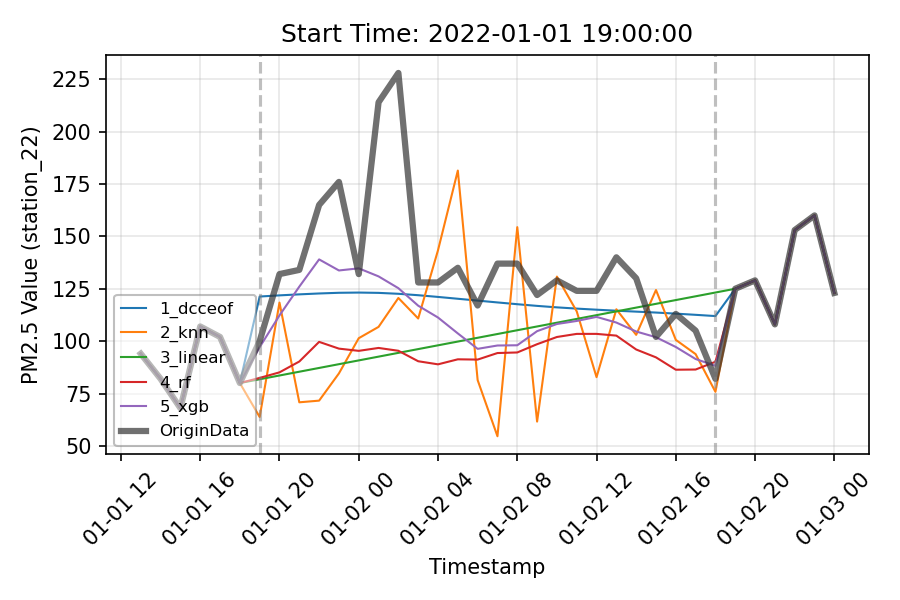 Start Time: 2022-01-01 19:00:00
PM2.5 Value (station_22)
225
200
175
150
125
100
75
50
1_dcceof
2_knn
3_linear
4_rf
5_xgb
OriginData
01-01 12
01-01 16
01-01 20
01-02 00
01-02 04
01-02 08
01-02 12
01-02 16
01-02 20
01-03 00
Timestamp